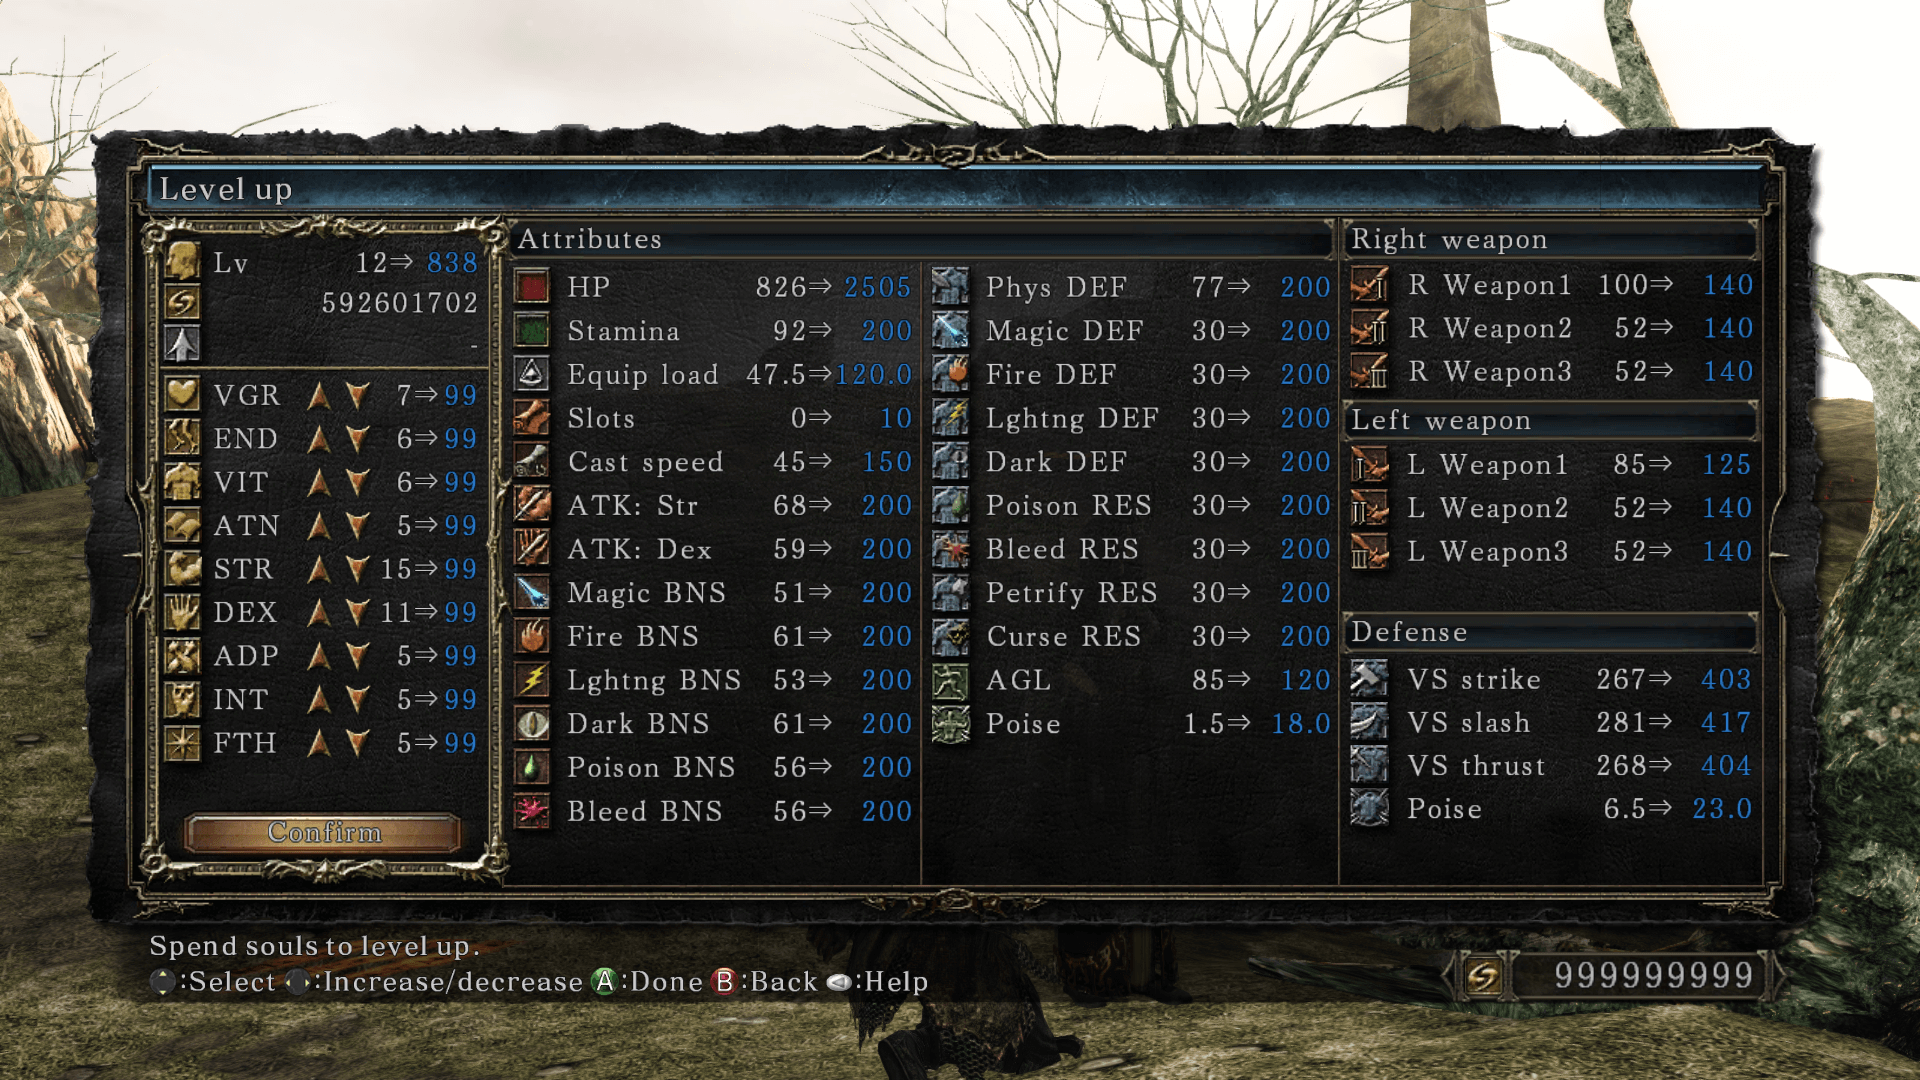 Level up
Lv 12⇒ 838
592601702
-
VGR 7⇒99
END 6⇒99
VIT 6⇒99
ATN 5⇒99
STR 15⇒99
DEX 11⇒99
ADP 5⇒99
INT 5⇒99
FTH 5⇒99
Confirm
Attributes
HP 826⇒ 2505
Stamina 92⇒ 200
Equip load 47.5⇒120.0
Slots 0⇒ 10
Cast speed 45⇒ 150
ATK: Str 68⇒ 200
ATK: Dex 59⇒ 200
Magic BNS 51⇒ 200
Fire BNS 61⇒ 200
Lghtng BNS 53⇒ 200
Dark BNS 61⇒ 200
Poison BNS 56⇒ 200
Bleed BNS 56⇒ 200
Phys DEF 77⇒ 200
Magic DEF 30⇒ 200
Fire DEF 30⇒ 200
Lghtng DEF 30⇒ 200
Dark DEF 30⇒ 200
Poison RES 30⇒ 200
Bleed RES 30⇒ 200
Petrify RES 30⇒ 200
Curse RES 30⇒ 200
AGL 85⇒ 120
Poise 1.5⇒ 18.0
Right weapon
R Weapon1 100⇒ 140
R Weapon2 52⇒ 140
R Weapon3 52⇒ 140
Left weapon
L Weapon1 85⇒ 125
L Weapon2 52⇒ 140
L Weapon3 52⇒ 140
Defense
VS strike 267⇒ 403
VS slash 281⇒ 417
VS thrust 268⇒ 404
Poise 6.5⇒ 23.0
Spend souls to level up.
:Select :Increase/decrease A:Done B:Back :Help
999999999